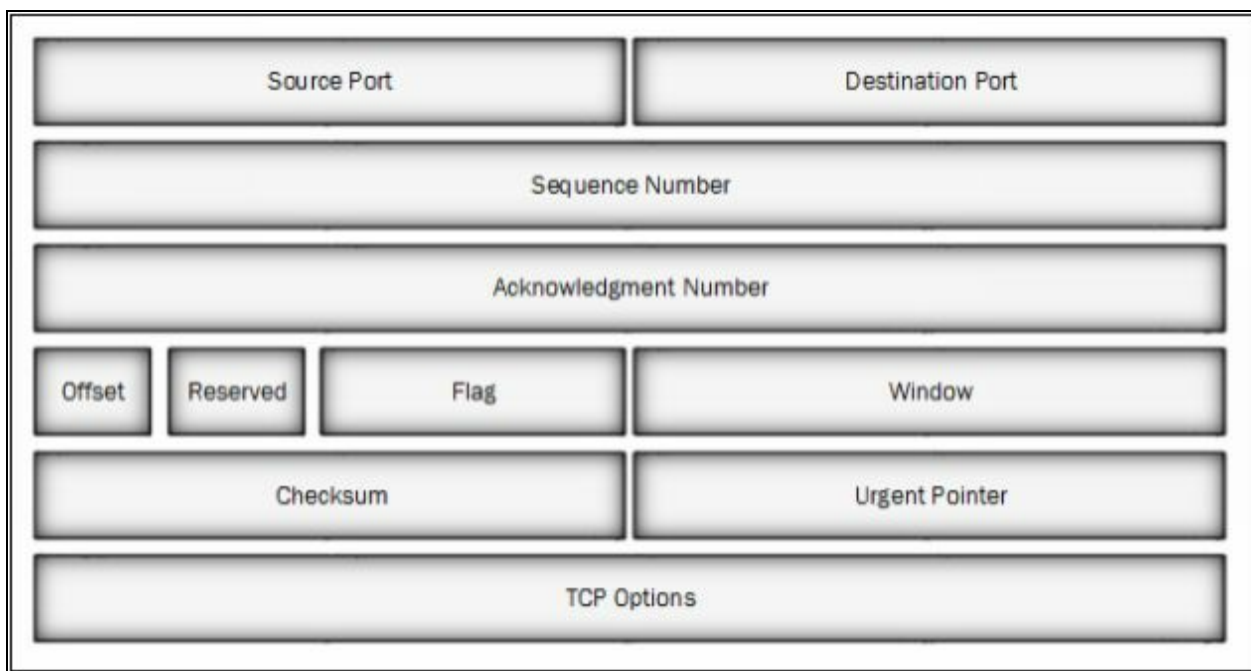 Source Port Destination Port
Sequence Number
Acknowledgment Number
Offset Reserved Flag Window
Checksum Urgent Pointer
TCP Options